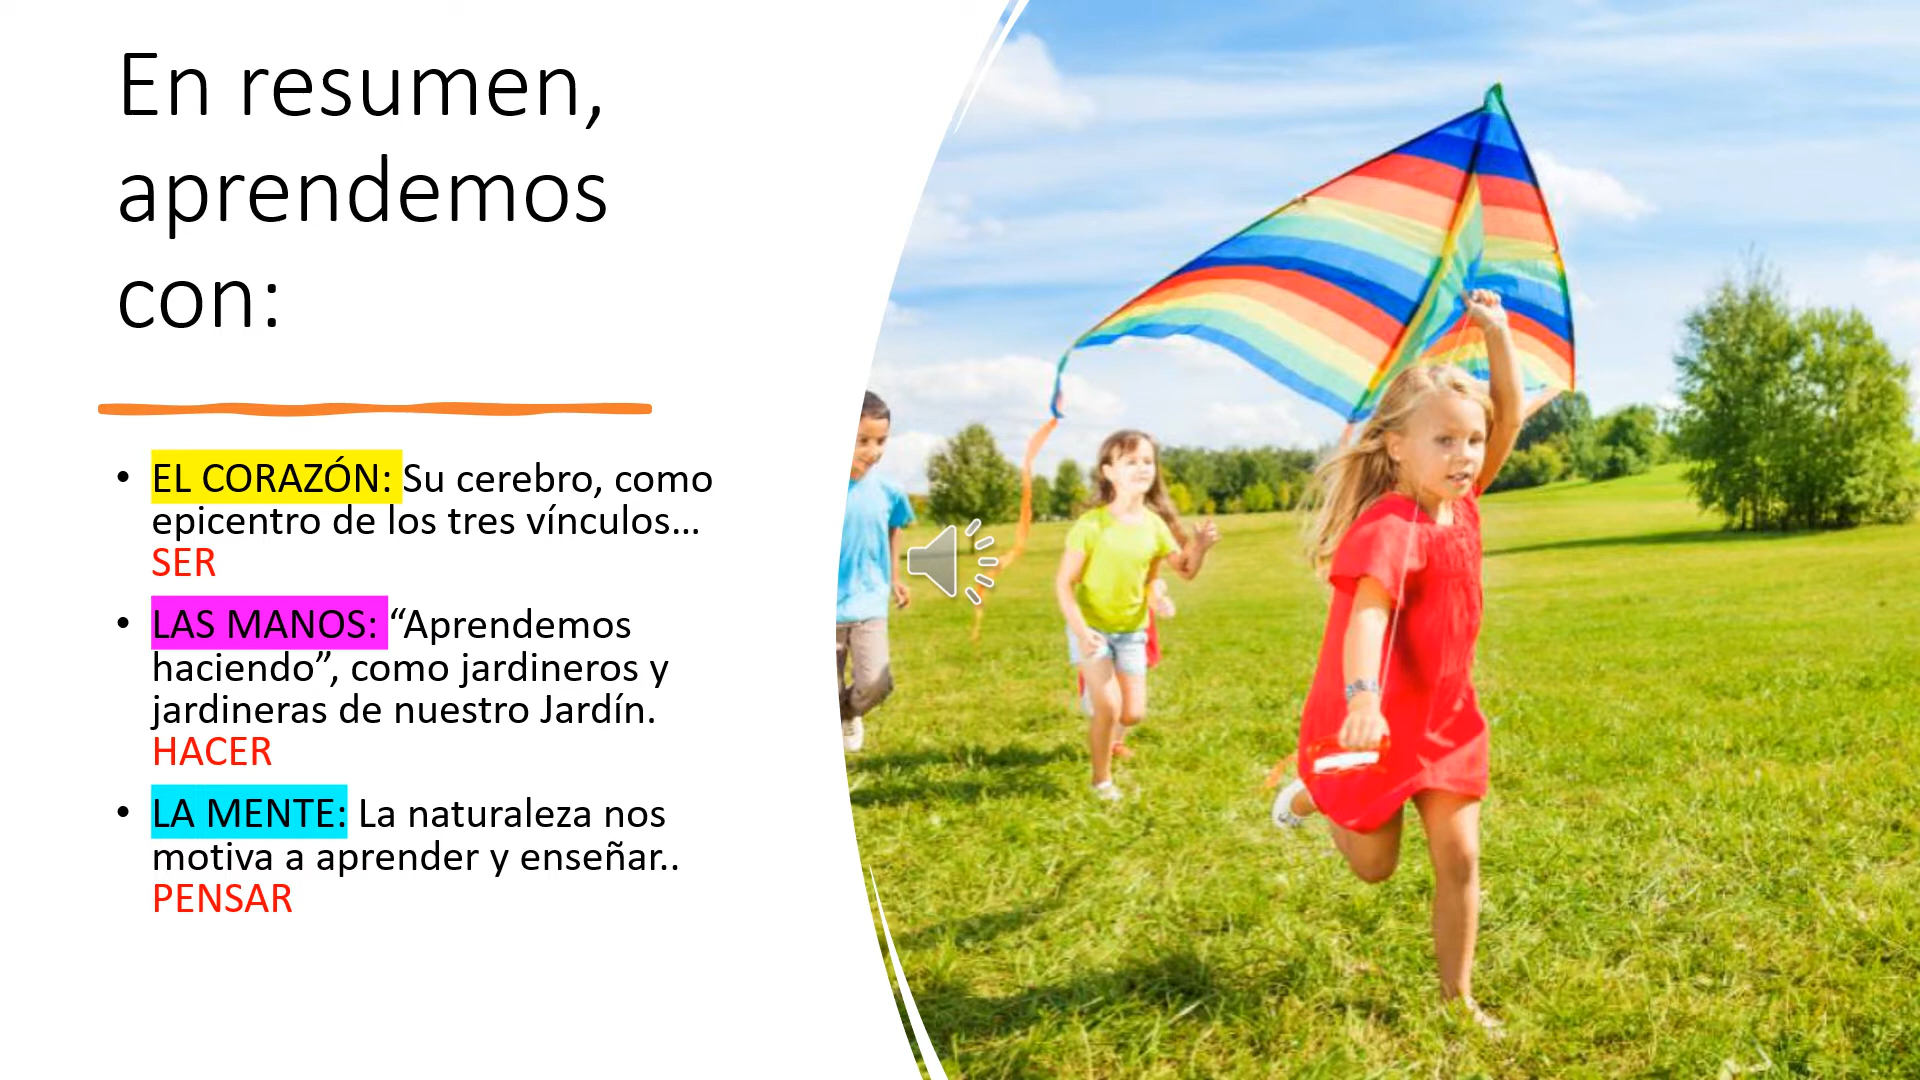 En resumen,
aprendemos
con:
• EL CORAZÓN: Su cerebro, como
epicentro de los tres vínculos…
SER
• LAS MANOS: “Aprendemos
haciendo”, como jardineros y
jardineras de nuestro Jardín.
HACER
• LA MENTE: La naturaleza nos
motiva a aprender y enseñar..
PENSAR